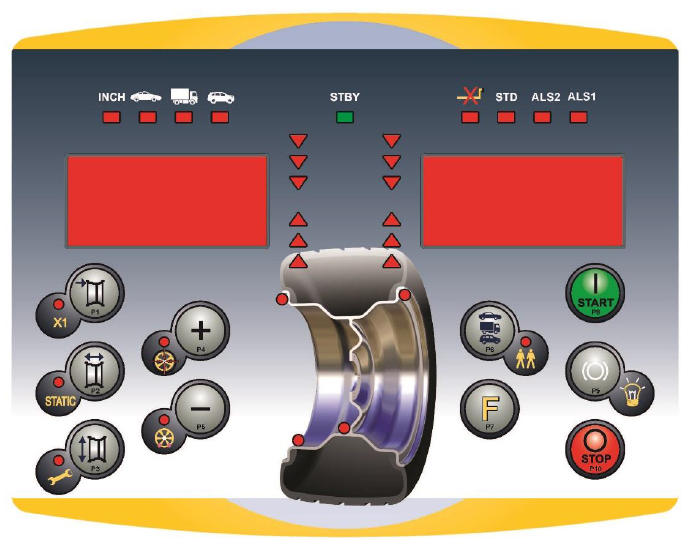 INCH STBY STD ALS2 ALS1
P1
X1
P2
STATIC
P3
+
P4
−
P5
P6
F
P7
START
P8
P9
STOP
P10